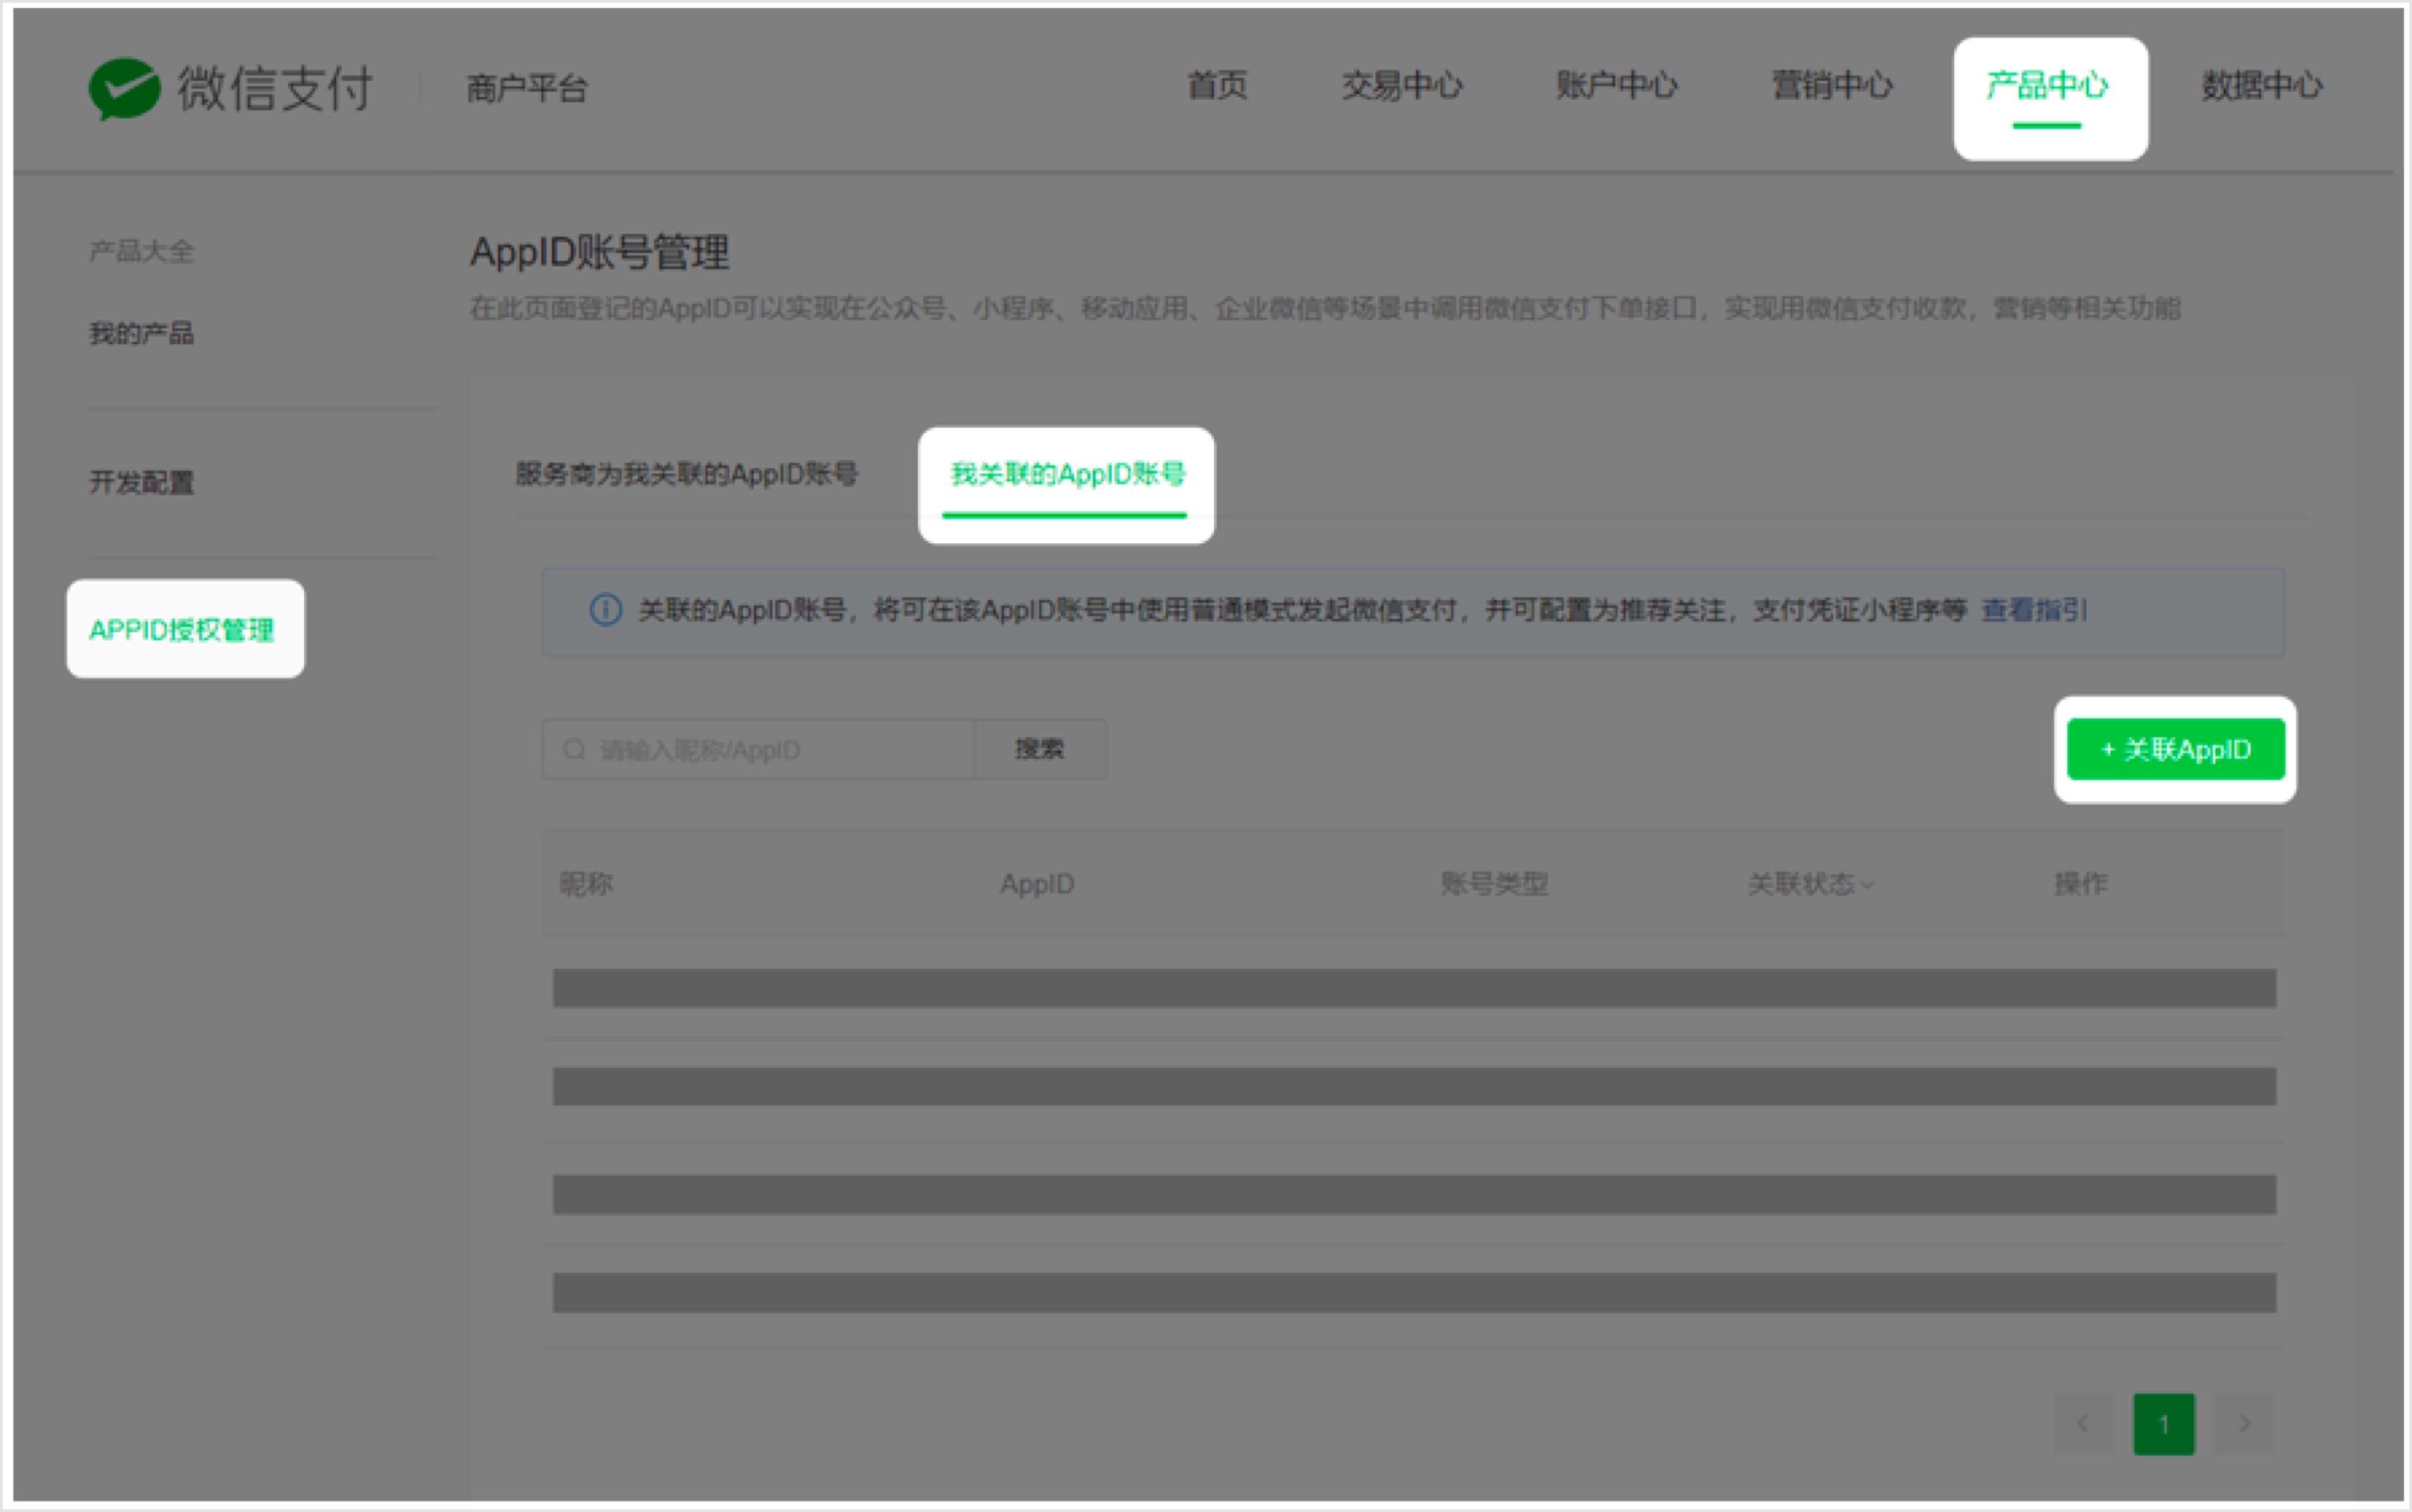 微信支付 商户平台 首页 交易中心 账户中心 营销中心 产品中心 数据中心
产品大全
我的产品
开发配置
APPID授权管理
AppID账号管理
在此页面登记的AppID可以实现在公众号、小程序、移动应用、企业微信等场景中调用微信支付下单接口，实现用微信支付收款，营销等相关功能
服务商为我关联的AppID账号 我关联的AppID账号
关联的AppID账号，将可在该AppID账号中使用普通模式发起微信支付，并可配置为推荐关注，支付凭证小程序等 查看指引
请输入昵称/AppID 搜索 + 关联AppID
昵称 AppID 账号类型 关联状态 操作
1